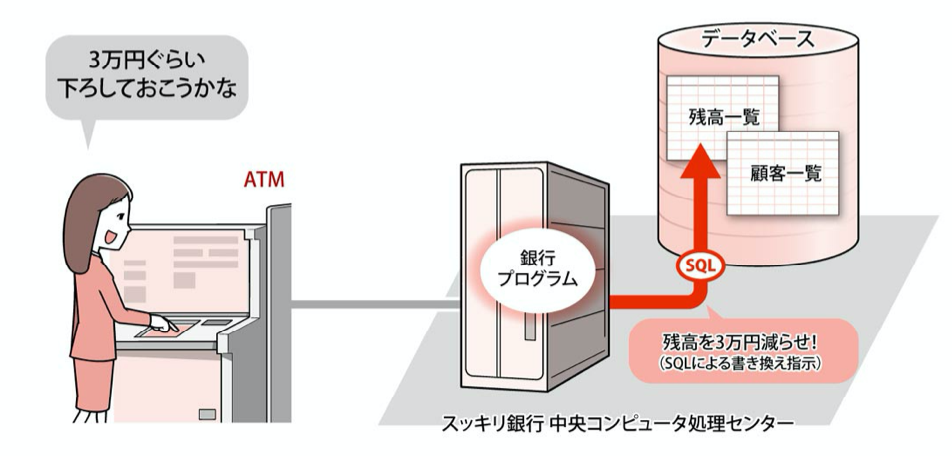 3万円ぐらい
下ろしておこうかな
ATM
データベース
残高一覧
顧客一覧
銀行
プログラム
SQL
残高を3万円減らせ!
(SQLによる書き換え指示)
スッキリ銀行 中央コンピュータ処理センター